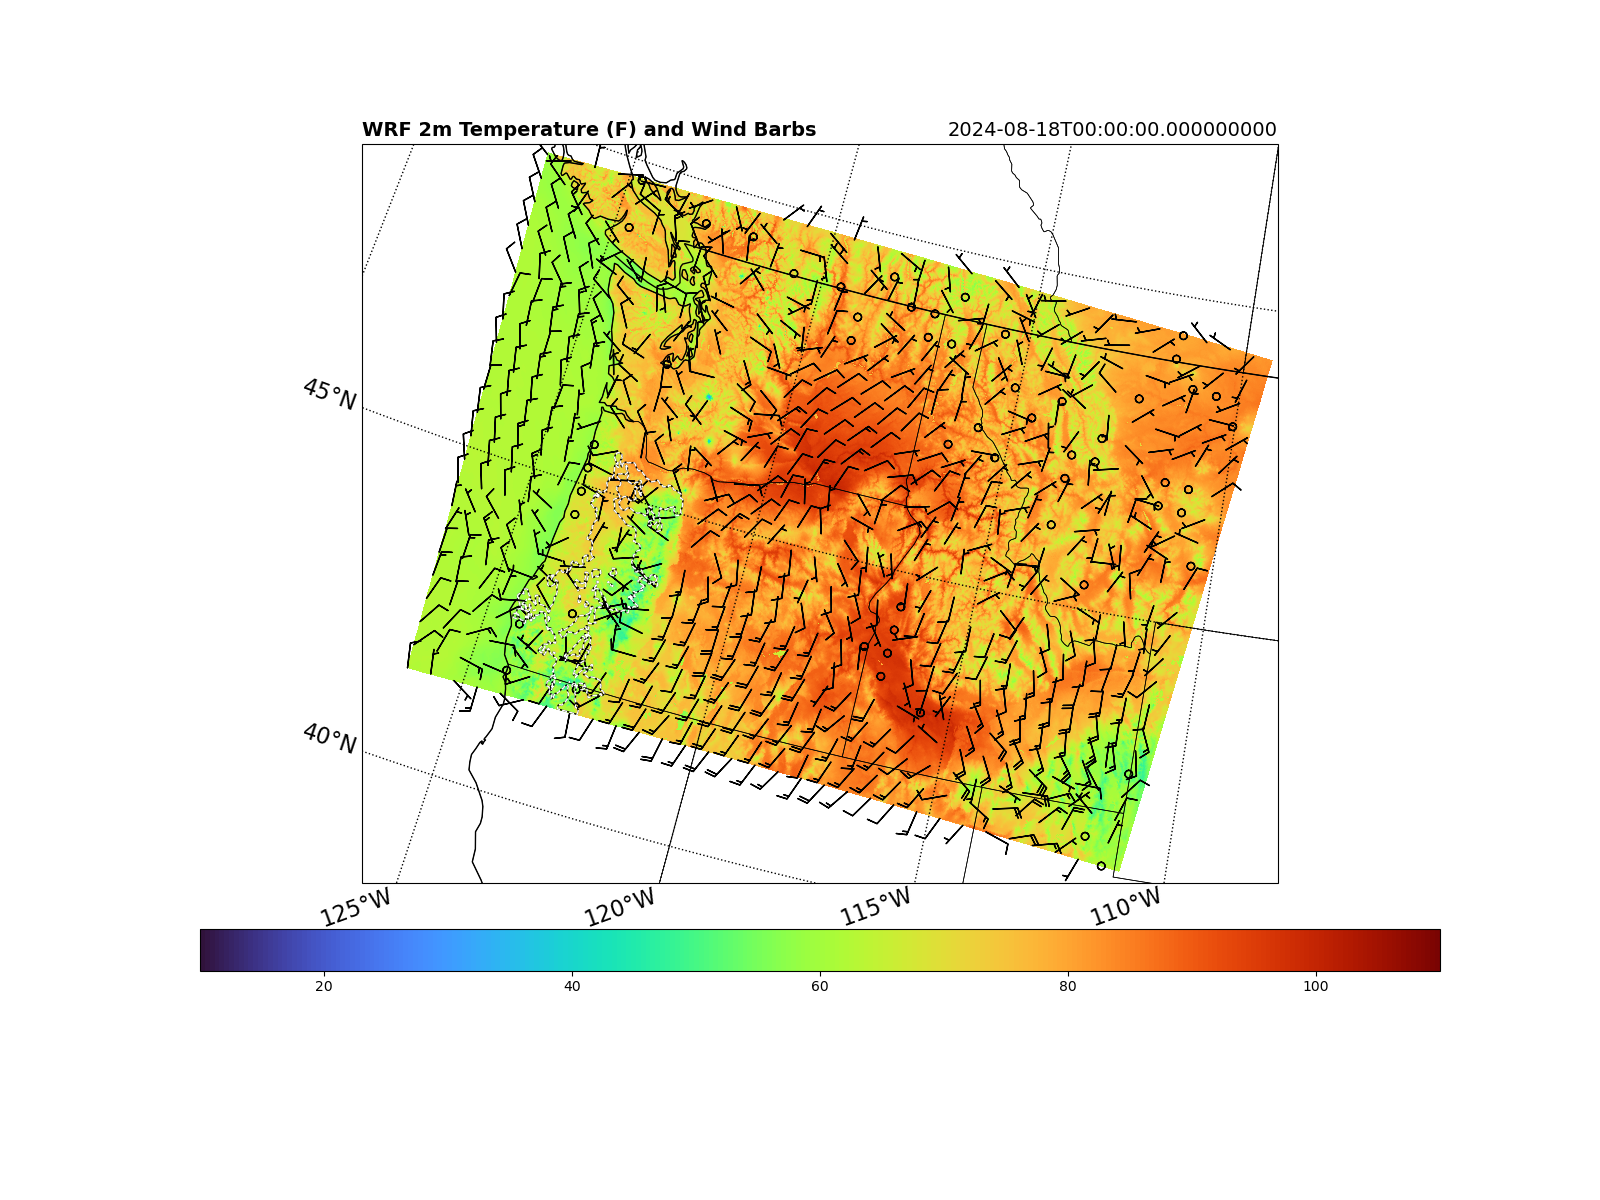 WRF 2m Temperature (F) and Wind Barbs
2024-08-18T00:00:00.000000000
45°N
40°N
125°W
120°W
115°W
110°W
20
40
60
80
100